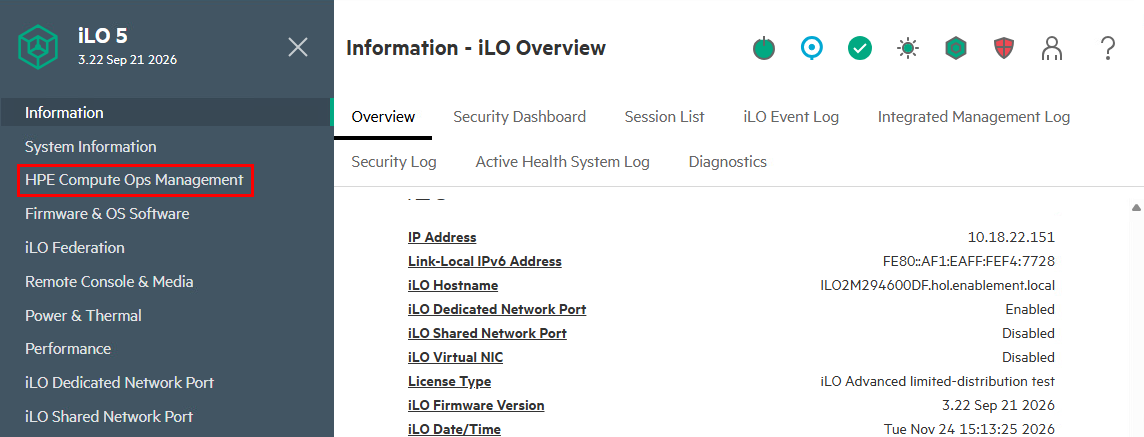 iLO 5
3.22 Sep 21 2026
Information
System Information
HPE Compute Ops Management
Firmware & OS Software
iLO Federation
Remote Console & Media
Power & Thermal
Performance
iLO Dedicated Network Port
iLO Shared Network Port
Information - iLO Overview
?
Overview Security Dashboard Session List iLO Event Log Integrated Management Log
Security Log Active Health System Log Diagnostics
IP Address 10.18.22.151
Link-Local IPv6 Address FE80::AF1:EAFF:FEF4:7728
iLO Hostname ILO2M294600DF.hol.enablement.local
iLO Dedicated Network Port Enabled
iLO Shared Network Port Disabled
iLO Virtual NIC Disabled
License Type iLO Advanced limited-distribution test
iLO Firmware Version 3.22 Sep 21 2026
iLO Date/Time Tue Nov 24 15:13:25 2026